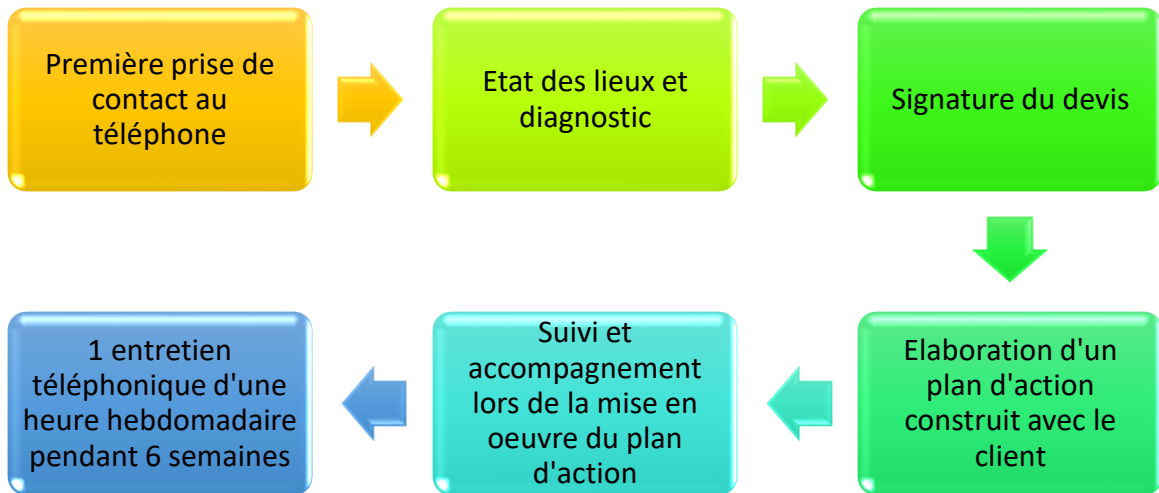 Première prise de
contact au
téléphone
Etat des lieux et
diagnostic
Signature du devis
Elaboration d'un
plan d'action
construit avec le
client
Suivi et
accompagnement
lors de la mise en
oeuvre du plan
d'action
1 entretien
téléphonique d'une
heure hebdomadaire
pendant 6 semaines